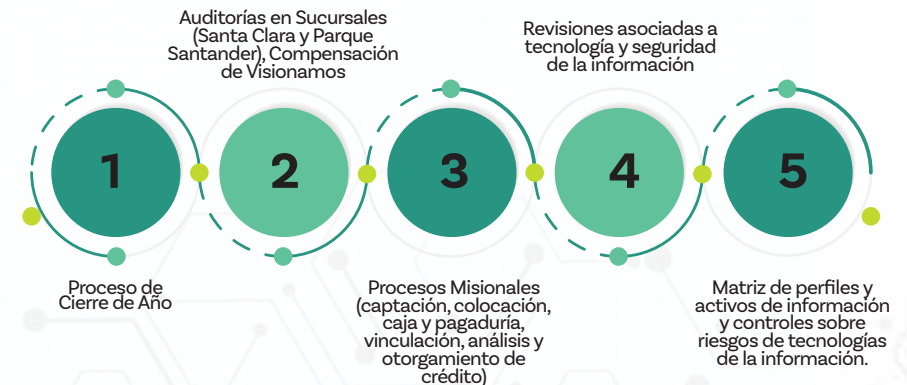 Auditorías en Sucursales
(Santa Clara y Parque
Santander), Compensación
de Visionamos
Revisiones asociadas a
tecnología y seguridad
de la información
1
2
3
4
5
Proceso de
Cierre de Año
Procesos Misionales
(captación, colocación,
caja y pagaduría,
vinculación, análisis y
otorgamiento de
crédito)
Matriz de perfiles y
activos de información
y controles sobre
riesgos de tecnologías
de la información.